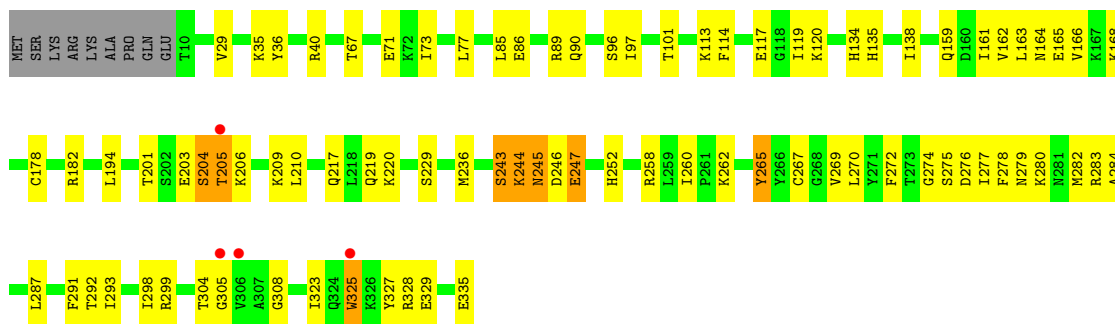 MET SER LYS ARG LYS ALA PRO GLN GLU T10 V29 K35 Y36 R40 T67 E71 K72 I73 L77 L85 E86 R89 Q90 S96 I97 T101 K113 F114 E117 G118 I119 K120 H134 H135 I138 Q159 D160 I161 V162 L163 N164 E165 V166 K167 K168
C178 R182 L194 T201 S202 E203 S204 T205 K206 K209 L210 Q217 L218 Q219 K220 S229 M236 S243 K244 N245 D246 E247 H252 R258 L259 I260 P261 K262 Y265 Y266 C267 G268 V269 L270 Y271 F272 T273 G274 S275 D276 I277 F278 N279 K280 N281 M282 R283 A284
L287 F291 T292 I293 I298 R299 T304 G305 V306 A307 G308 I323 Q324 W325 K326 Y327 R328 E329 E335